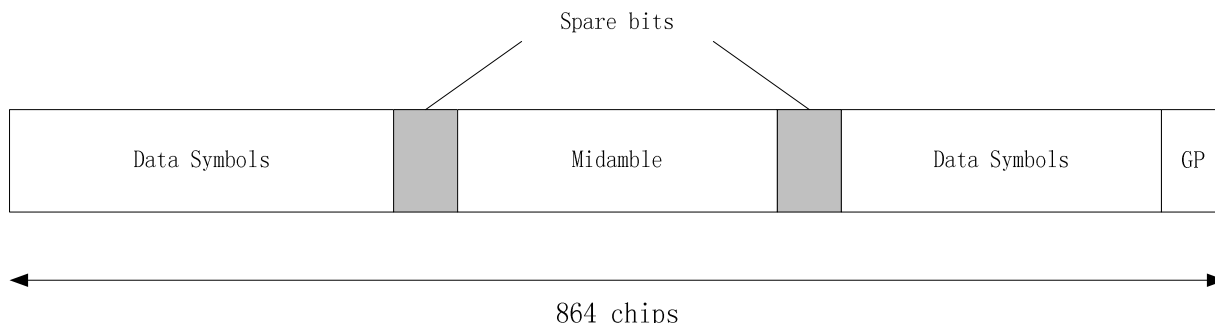 Spare bits
Data Symbols
Midamble
Data Symbols
GP
864 chips